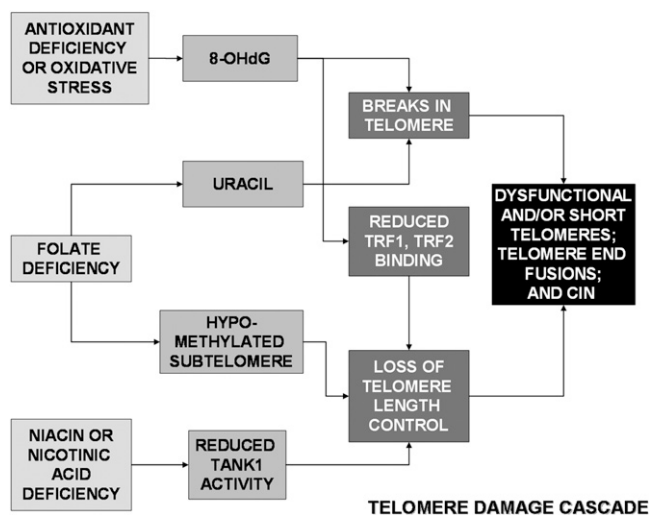 ANTIOXIDANT
DEFICIENCY
OR OXIDATIVE
STRESS
8-OHdG
BREAKS IN
TELOMERE
URACIL
DYSFUNCTIONAL
AND/OR SHORT
TELOMERES;
TELOMERE END
FUSIONS;
AND CIN
REDUCED
TRF1, TRF2
BINDING
FOLATE
DEFICIENCY
HYPO-
METHYLATED
SUBTELOMERE
LOSS OF
TELOMERE
LENGTH
CONTROL
NIACIN OR
NICOTINIC
ACID
DEFICIENCY
REDUCED
TANK1
ACTIVITY
TELOMERE DAMAGE CASCADE